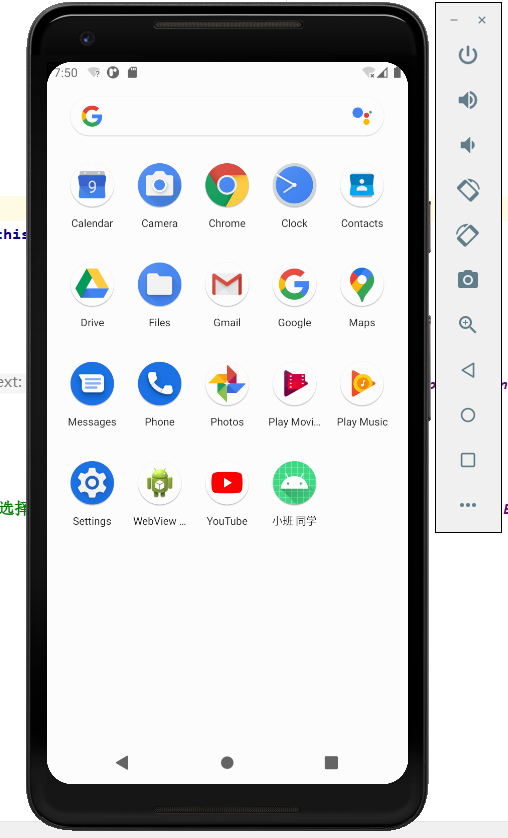 7:50
Calendar Camera Chrome Clock Contacts
this
Drive Files Gmail Google Maps
ext:
Messages Phone Photos Play Movi... Play Music
选择
Settings WebView ... YouTube 小班 同学